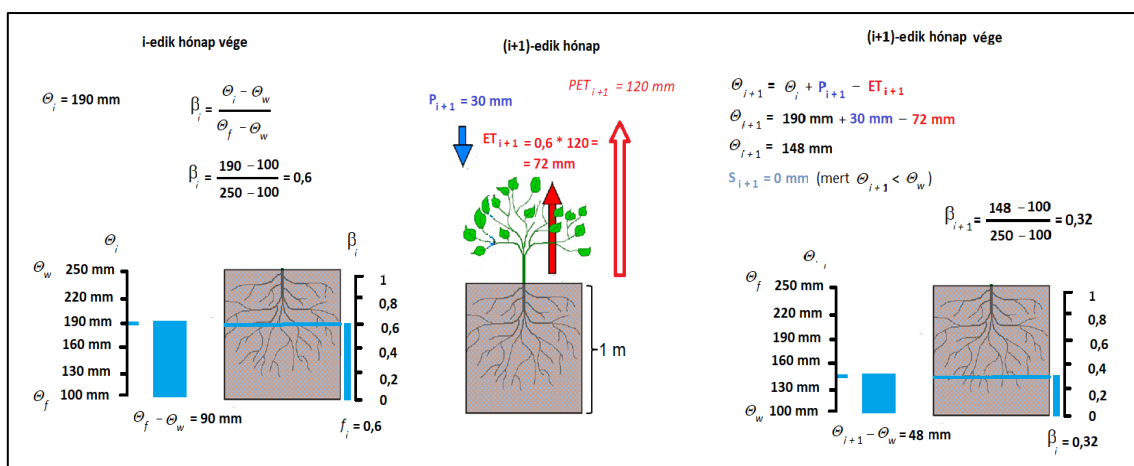 i-edik hónap vége
Θi = 190 mm
βi = (Θi − Θw) / (Θf − Θw)
βi = (190 − 100) / (250 − 100) = 0,6
Θi
βi
Θw 250 mm
220 mm
190 mm
160 mm
130 mm
Θf 100 mm
1
0,8
0,6
0,4
0,2
0
Θf − Θw = 90 mm
fi = 0,6
(i+1)-edik hónap
PET i+1 = 120 mm
P i+1 = 30 mm
ET i+1 = 0,6 * 120 =
= 72 mm
1 m
(i+1)-edik hónap vége
Θi+1 = Θi + P i+1 − ET i+1
Θi+1 = 190 mm + 30 mm − 72 mm
Θi+1 = 148 mm
S i+1 = 0 mm (mert Θi+1 < Θw)
βi+1 = (148 − 100) / (250 − 100) = 0,32
Θi
Θf 250 mm
220 mm
190 mm
160 mm
130 mm
Θw 100 mm
1
0,8
0,6
0,4
0,2
0
Θi+1 − Θw = 48 mm
βi = 0,32